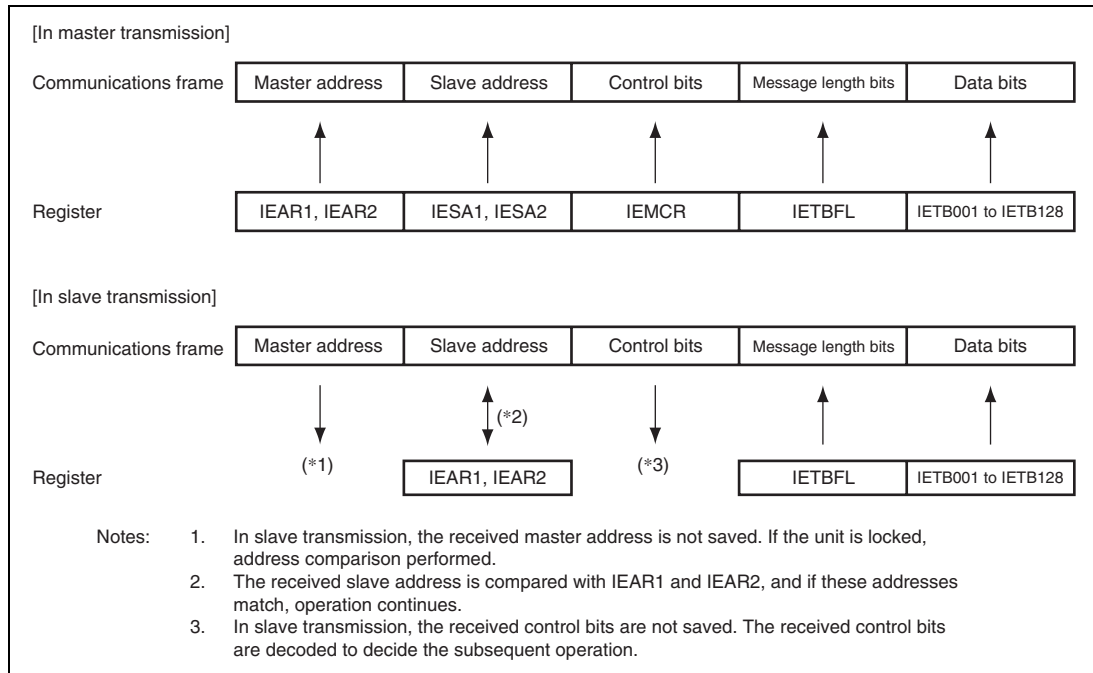 [In master transmission]
Communications frame Master address Slave address Control bits Message length bits Data bits
Register IEAR1, IEAR2 IESA1, IESA2 IEMCR IETBFL IETB001 to IETB128
[In slave transmission]
Communications frame Master address Slave address Control bits Message length bits Data bits
(*2)
Register (*1) IEAR1, IEAR2 (*3) IETBFL IETB001 to IETB128
Notes: 1. In slave transmission, the received master address is not saved. If the unit is locked,
address comparison performed.
2. The received slave address is compared with IEAR1 and IEAR2, and if these addresses
match, operation continues.
3. In slave transmission, the received control bits are not saved. The received control bits
are decoded to decide the subsequent operation.